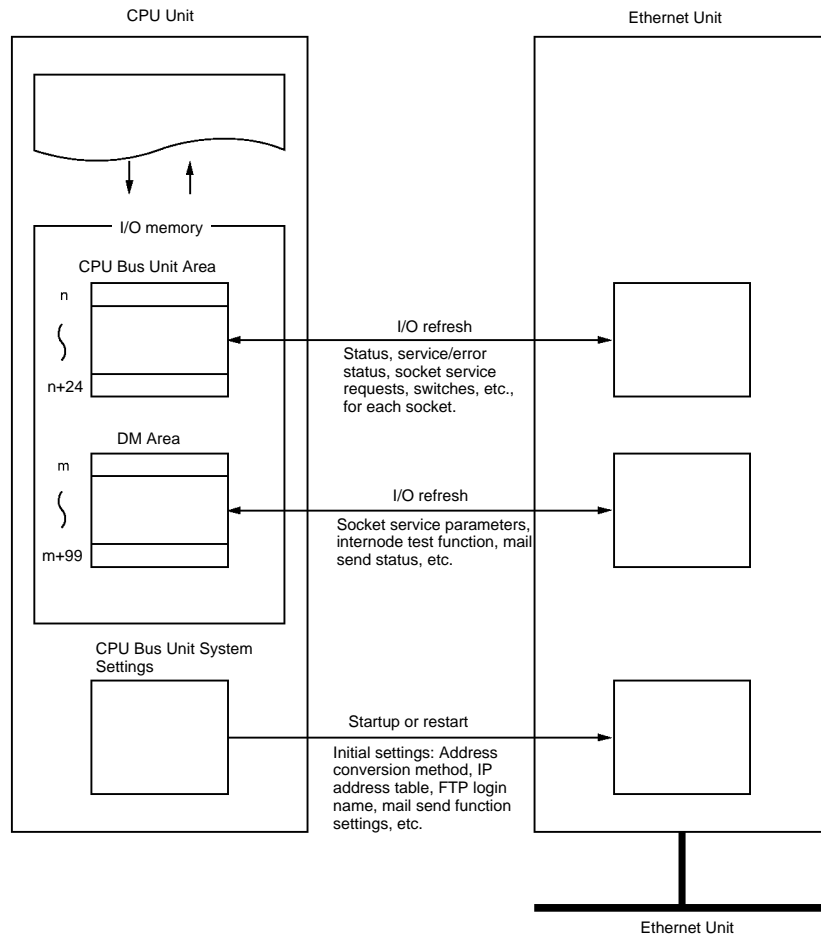 CPU Unit
Ethernet Unit
I/O memory
CPU Bus Unit Area
n
n+24
I/O refresh
Status, service/error
status, socket service
requests, switches, etc.,
for each socket.
DM Area
m
m+99
I/O refresh
Socket service parameters,
internode test function, mail
send status, etc.
CPU Bus Unit System
Settings
Startup or restart
Initial settings: Address
conversion method, IP
address table, FTP login
name, mail send function
settings, etc.
Ethernet Unit